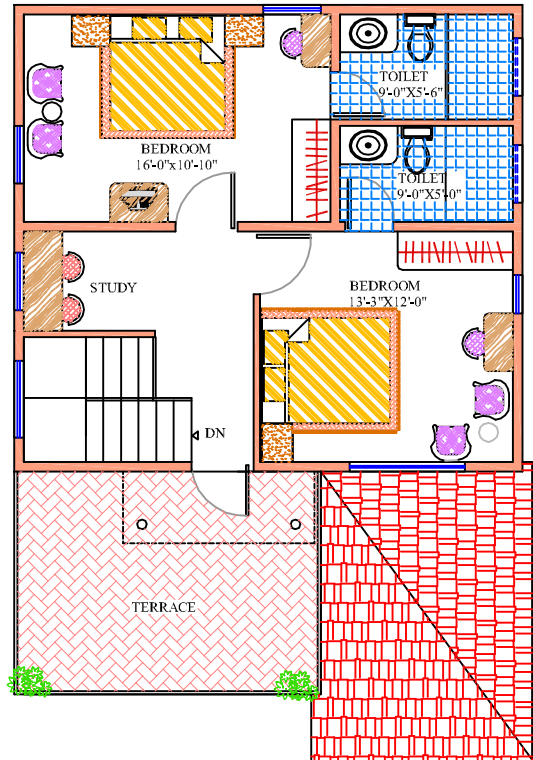 TOILET
9'-0"X5'-6"
BEDROOM
16'-0"x10'-10"
TOILET
9'-0"X5'-0"
STUDY
BEDROOM
13'-3"X12'-0"
DN
TERRACE